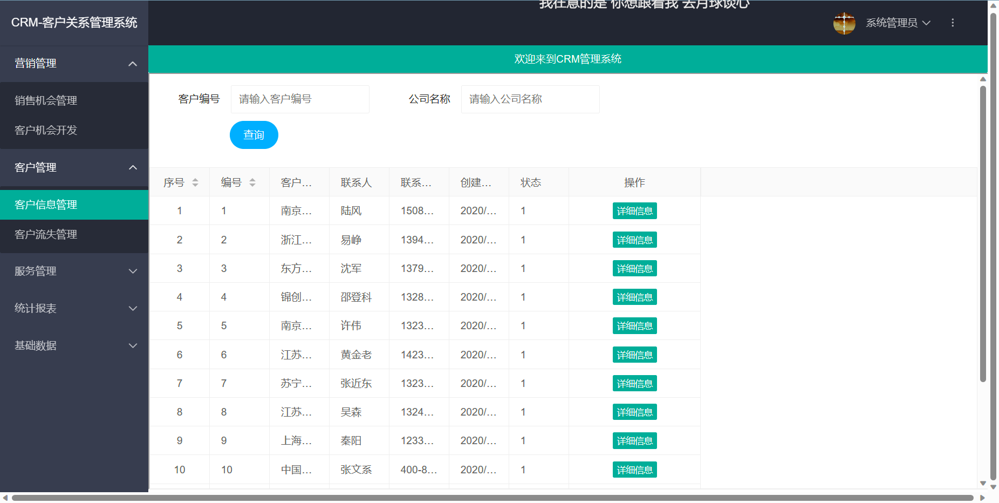 我在意的是 你想跟着我 去月球谈心
CRM-客户关系管理系统
系统管理员
营销管理
销售机会管理
客户机会开发
客户管理
客户信息管理
客户流失管理
服务管理
统计报表
基础数据
欢迎来到CRM管理系统
客户编号 请输入客户编号 公司名称 请输入公司名称
查询
序号 编号 客户... 联系人 联系... 创建... 状态 操作
1 1 南京... 陆风 1508... 2020/... 1 详细信息
2 2 浙江... 易峥 1394... 2020/... 1 详细信息
3 3 东方... 沈军 1379... 2020/... 1 详细信息
4 4 锦创... 邵登科 1328... 2020/... 1 详细信息
5 5 南京... 许伟 1323... 2020/... 1 详细信息
6 6 江苏... 黄金老 1423... 2020/... 1 详细信息
7 7 苏宁... 张近东 1323... 2020/... 1 详细信息
8 8 江苏... 吴森 1324... 2020/... 1 详细信息
9 9 上海... 秦阳 1233... 2020/... 1 详细信息
10 10 中国... 张文系 400-8... 2020/... 1 详细信息